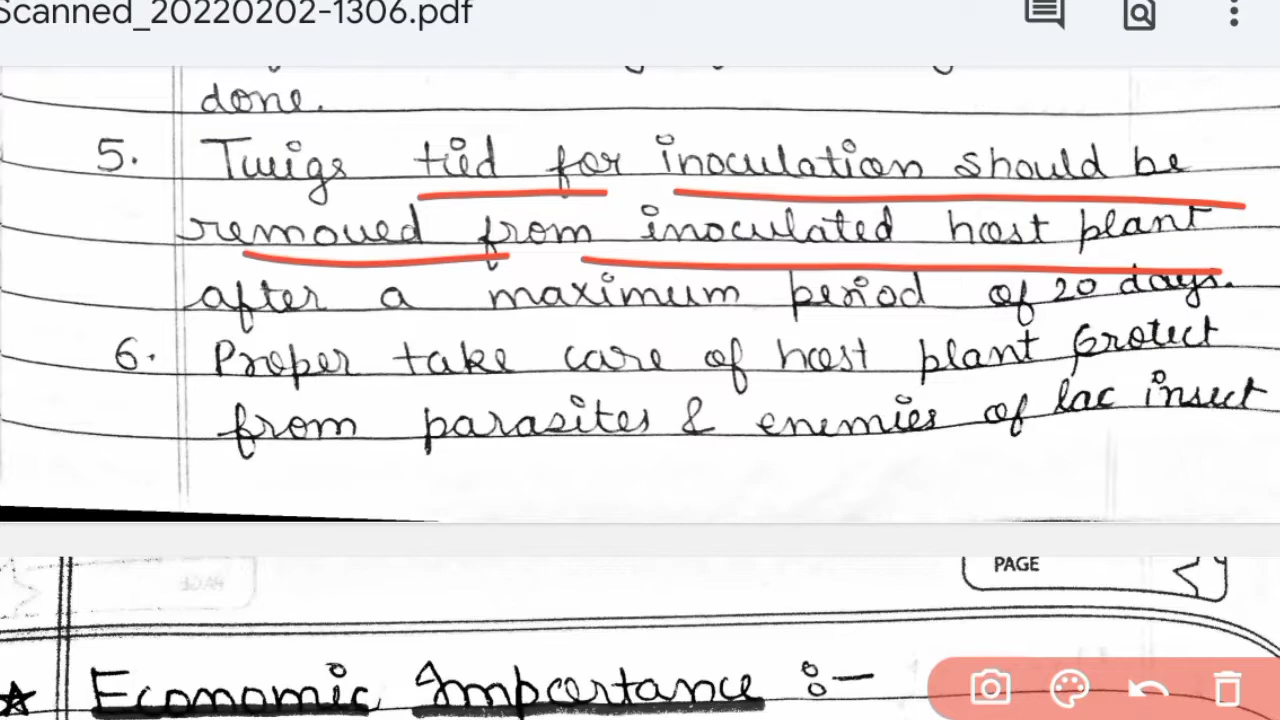 Scanned_20220202-1306.pdf
done.
5. Twigs tied for inoculation should be
removed from inoculated host plant
after a maximum period of 20 days.
6. Proper take care of host plant Protect
from parasites & enemies of lac insect
PAGE
★ Economic Importance :-